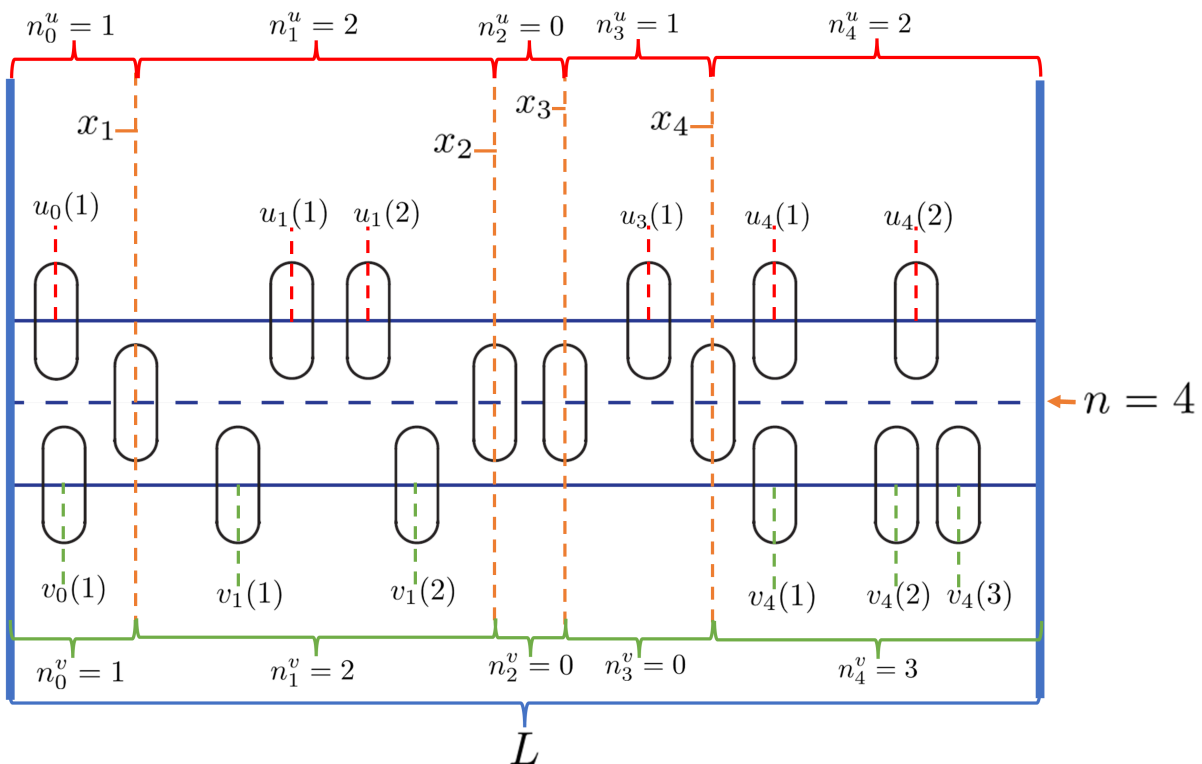 n_0^u = 1 n_1^u = 2 n_2^u = 0 n_3^u = 1 n_4^u = 2
x_1 x_2 x_3 x_4
u_0(1) u_1(1) u_1(2) u_3(1) u_4(1) u_4(2)
n = 4
v_0(1) v_1(1) v_1(2) v_4(1) v_4(2) v_4(3)
n_0^v = 1 n_1^v = 2 n_2^v = 0 n_3^v = 0 n_4^v = 3
L